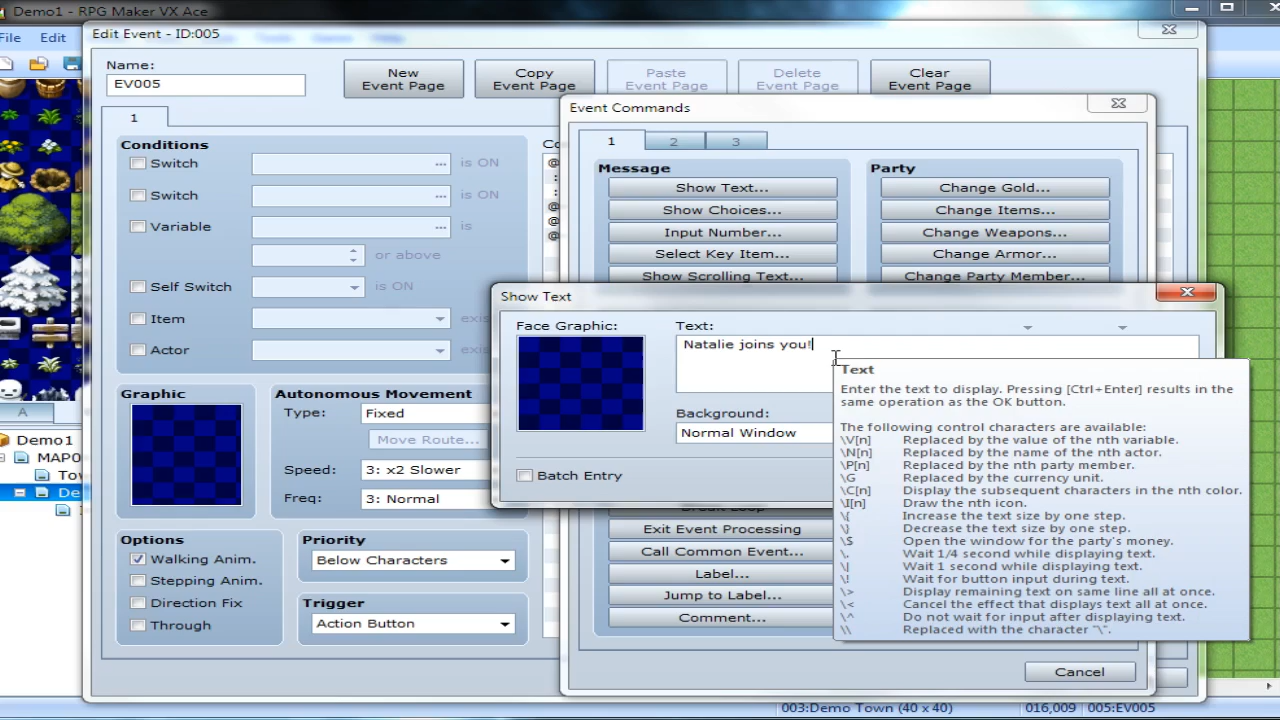 Demo1 - RPG Maker VX Ace
File Edit
Edit Event - ID:005
Name:
EV005
New Event Page
Copy Event Page
Paste Event Page
Delete Event Page
Clear Event Page
1
Conditions
Switch ... is ON
Switch ... is ON
Variable ... is
or above
Self Switch is ON
Item
Actor
Graphic
Autonomous Movement
Type: Fixed
Move Route...
Speed: 3: x2 Slower
Freq: 3: Normal
Options
Walking Anim.
Stepping Anim.
Direction Fix
Through
Priority
Below Characters
Trigger
Action Button
Event Commands
1 2 3
Message
Show Text...
Show Choices...
Input Number...
Select Key Item...
Show Scrolling Text...
Party
Change Gold...
Change Items...
Change Weapons...
Change Armor...
Change Party Member...
Exit Event Processing
Call Common Event...
Label...
Jump to Label...
Comment...
Cancel
Show Text
Face Graphic:
Text:
Natalie joins you!
Background:
Normal Window
Batch Entry
Text
Enter the text to display. Pressing [Ctrl+Enter] results in the
same operation as the OK button.
The following control characters are available:
\V[n] Replaced by the value of the nth variable.
\N[n] Replaced by the name of the nth actor.
\P[n] Replaced by the nth party member.
\G Replaced by the currency unit.
\C[n] Display the subsequent characters in the nth color.
\I[n] Draw the nth icon.
\{ Increase the text size by one step.
\} Decrease the text size by one step.
\$ Open the window for the party's money.
\. Wait 1/4 second while displaying text.
\| Wait 1 second while displaying text.
\! Wait for button input during text.
\> Display remaining text on same line all at once.
\< Cancel the effect that displays text all at once.
\^ Do not wait for input after displaying text.
\\ Replaced with the character "\".
A
Demo1
MAP0
003:Demo Town (40 x 40) 016,009 005:EV005